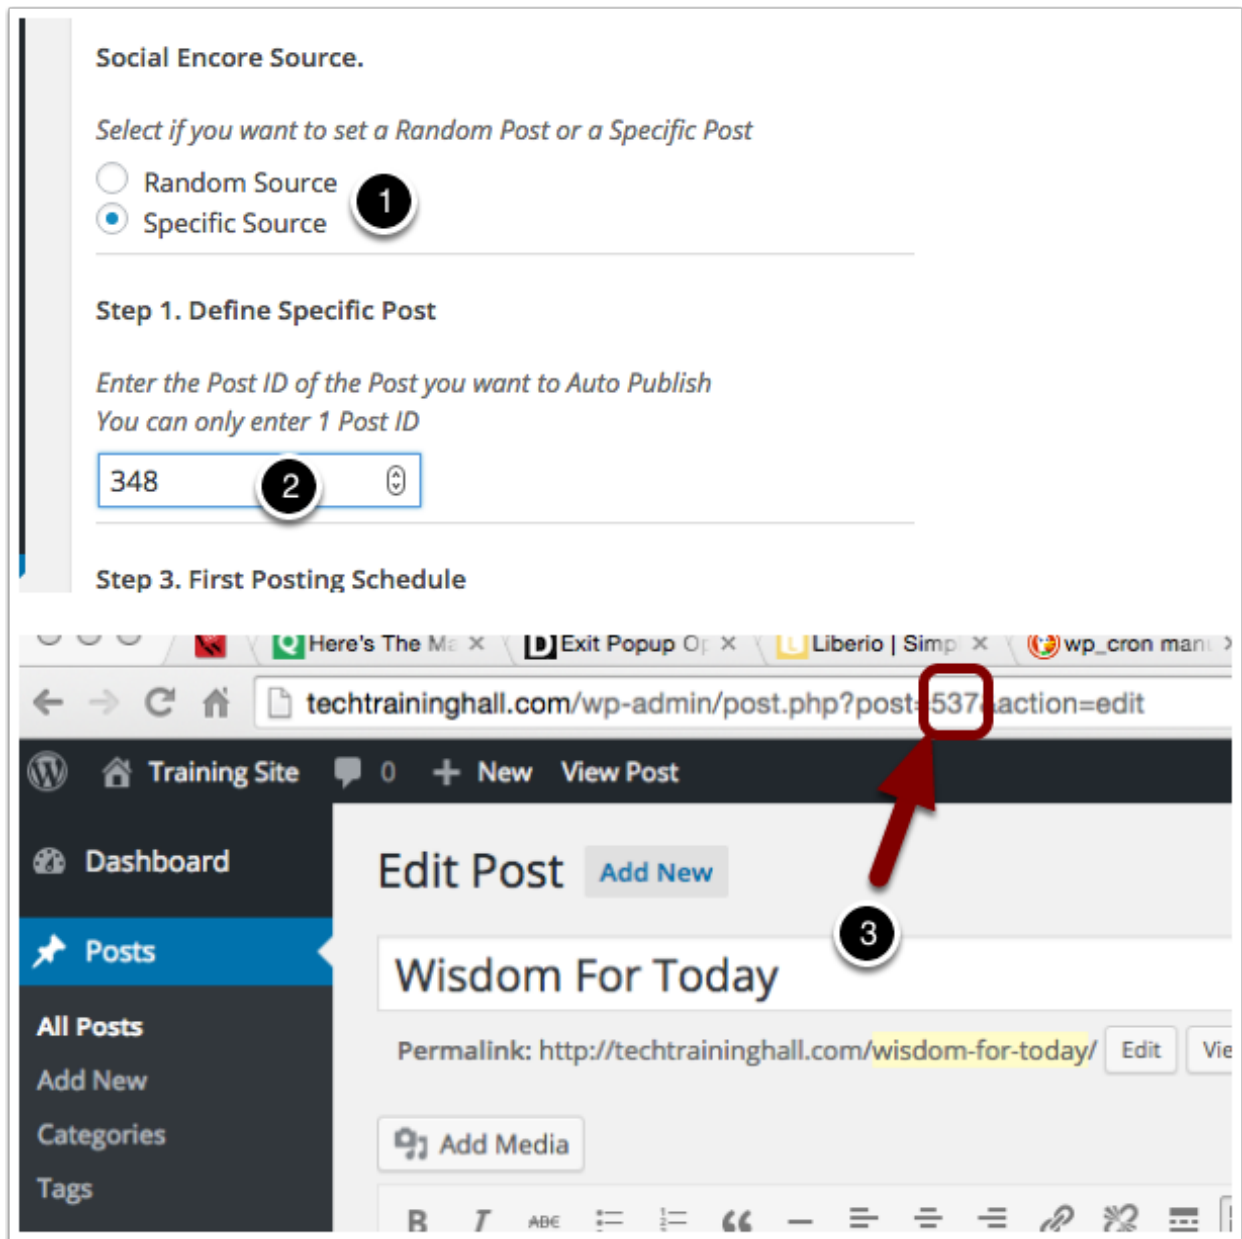 Social Encore Source.
Select if you want to set a Random Post or a Specific Post
Random Source
1
Specific Source
Step 1. Define Specific Post
Enter the Post ID of the Post you want to Auto Publish
You can only enter 1 Post ID
348
2
Step 3. First Posting Schedule
Here's The Ma × Exit Popup Op × Liberio | Simp × wp_cron manu ×
techtraininghall.com/wp-admin/post.php?post=537&action=edit
Training Site 0 + New View Post
Dashboard
Edit Post Add New
3
Posts
Wisdom For Today
All Posts
Permalink: http://techtraininghall.com/wisdom-for-today/ Edit Vie
Add New
Categories
Add Media
Tags
B I ABC